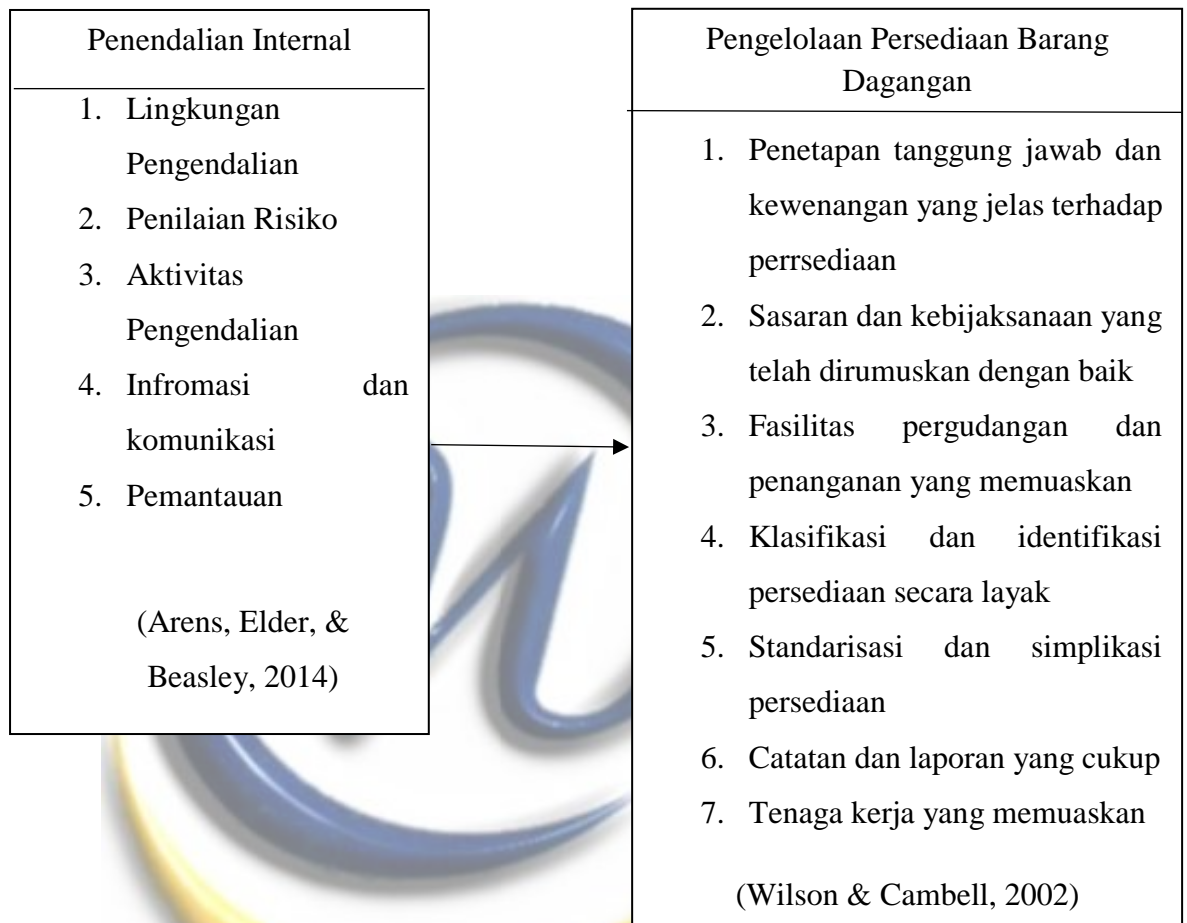 Penendalian Internal
1. Lingkungan
Pengendalian
2. Penilaian Risiko
3. Aktivitas
Pengendalian
4. Infromasi dan
komunikasi
5. Pemantauan
(Arens, Elder, &
Beasley, 2014)
Pengelolaan Persediaan Barang
Dagangan
1. Penetapan tanggung jawab dan
kewenangan yang jelas terhadap
perrsediaan
2. Sasaran dan kebijaksanaan yang
telah dirumuskan dengan baik
3. Fasilitas pergudangan dan
penanganan yang memuaskan
4. Klasifikasi dan identifikasi
persediaan secara layak
5. Standarisasi dan simplikasi
persediaan
6. Catatan dan laporan yang cukup
7. Tenaga kerja yang memuaskan
(Wilson & Cambell, 2002)